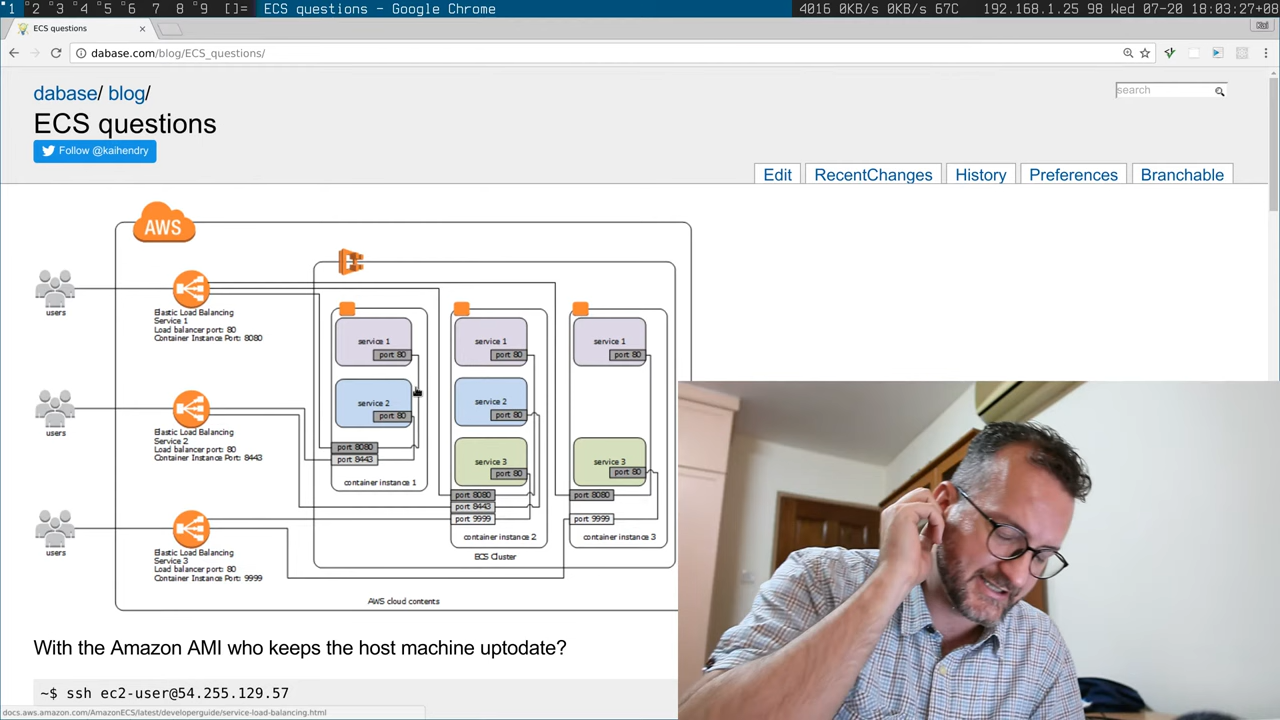 1 2 3 4 5 6 7 8 9 []= ECS questions - Google Chrome 4016 0KB/s 0KB/s 67C 192.168.1.25 98 Wed 07-20 18:03:27+08
ECS questions
Kai
dabase.com/blog/ECS_questions/
dabase/ blog/
search
ECS questions
Follow @kaihendry
Edit RecentChanges History Preferences Branchable
AWS
users
Elastic Load Balancing
Service 1
Load balancer port: 80
Container Instance Port: 8080
users
Elastic Load Balancing
Service 2
Load balancer port: 80
Container Instance Port: 8443
users
Elastic Load Balancing
Service 3
Load balancer port: 80
Container Instance Port: 9999
service 1
port 80
service 2
port 80
port 8080
port 8443
container instance 1
service 1
port 80
service 2
port 80
service 3
port 80
port 8080
port 8443
port 9999
container instance 2
service 1
port 80
service 3
port 80
port 8080
port 9999
container instance 3
ECS Cluster
AWS cloud contents
With the Amazon AMI who keeps the host machine uptodate?
~$ ssh ec2-user@54.255.129.57
docs.aws.amazon.com/AmazonECS/latest/developerguide/service-load-balancing.html